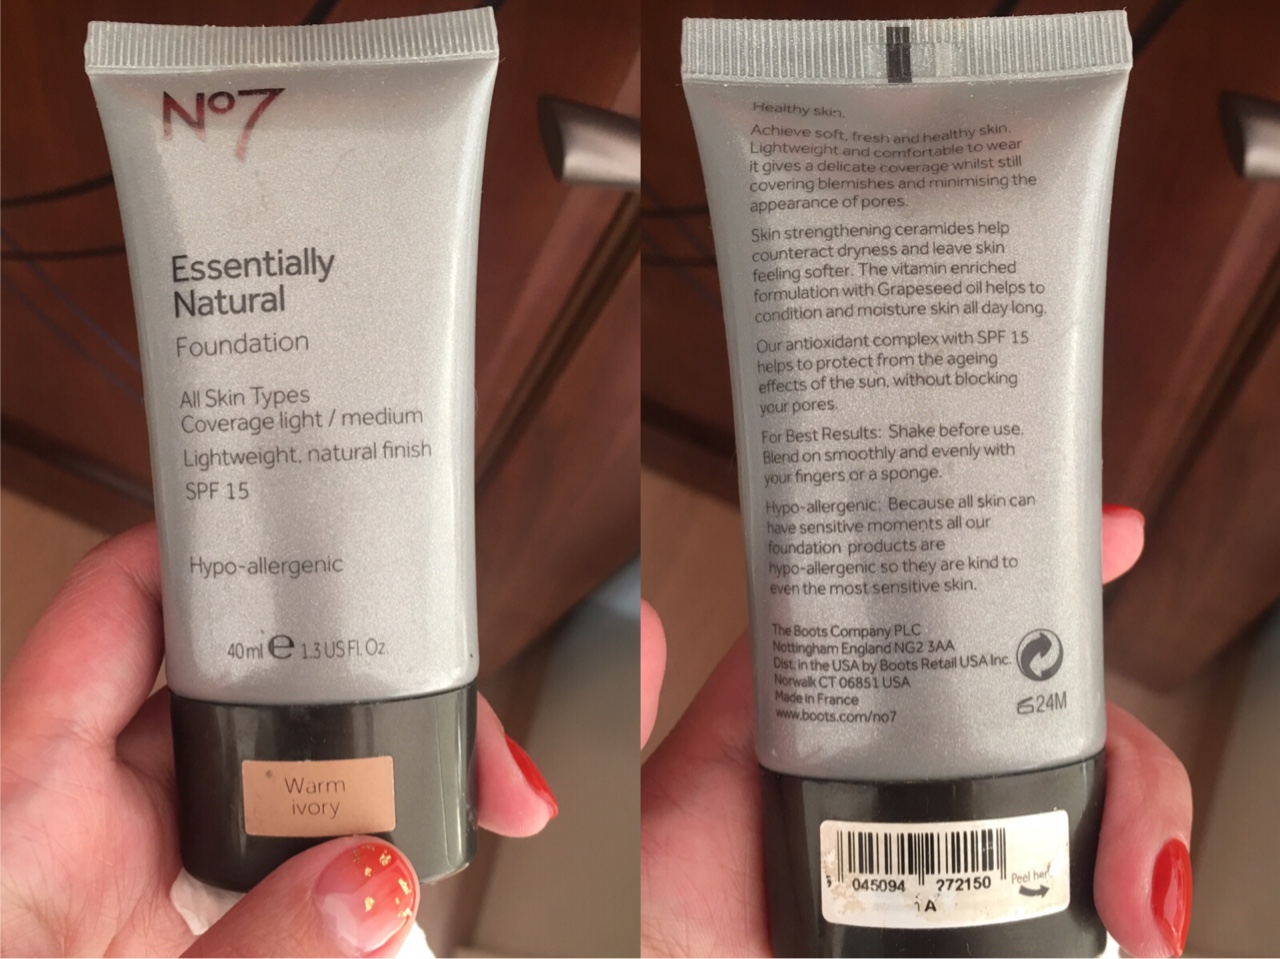 No7
Essentially
Natural
Foundation
All Skin Types
Coverage light / medium
Lightweight, natural finish
SPF 15
Hypo-allergenic
40ml e 1.3 US Fl. Oz.
Warm
ivory
Healthy skin.
Achieve soft, fresh and healthy skin.
Lightweight and comfortable to wear
it gives a delicate coverage whilst still
covering blemishes and minimising the
appearance of pores.
Skin strengthening ceramides help
counteract dryness and leave skin
feeling softer. The vitamin enriched
formulation with Grapeseed oil helps to
condition and moisture skin all day long.
Our antioxidant complex with SPF 15
helps to protect from the ageing
effects of the sun, without blocking
your pores.
For Best Results: Shake before use.
Blend on smoothly and evenly with
your fingers or a sponge.
Hypo-allergenic: Because all skin can
have sensitive moments all our
foundation products are
hypo-allergenic so they are kind to
even the most sensitive skin.
The Boots Company PLC
Nottingham England NG2 3AA
Dist. in the USA by Boots Retail USA Inc.
Norwalk CT 06851 USA
Made in France
www.boots.com/no7
24M
045094 272150
Peel
A